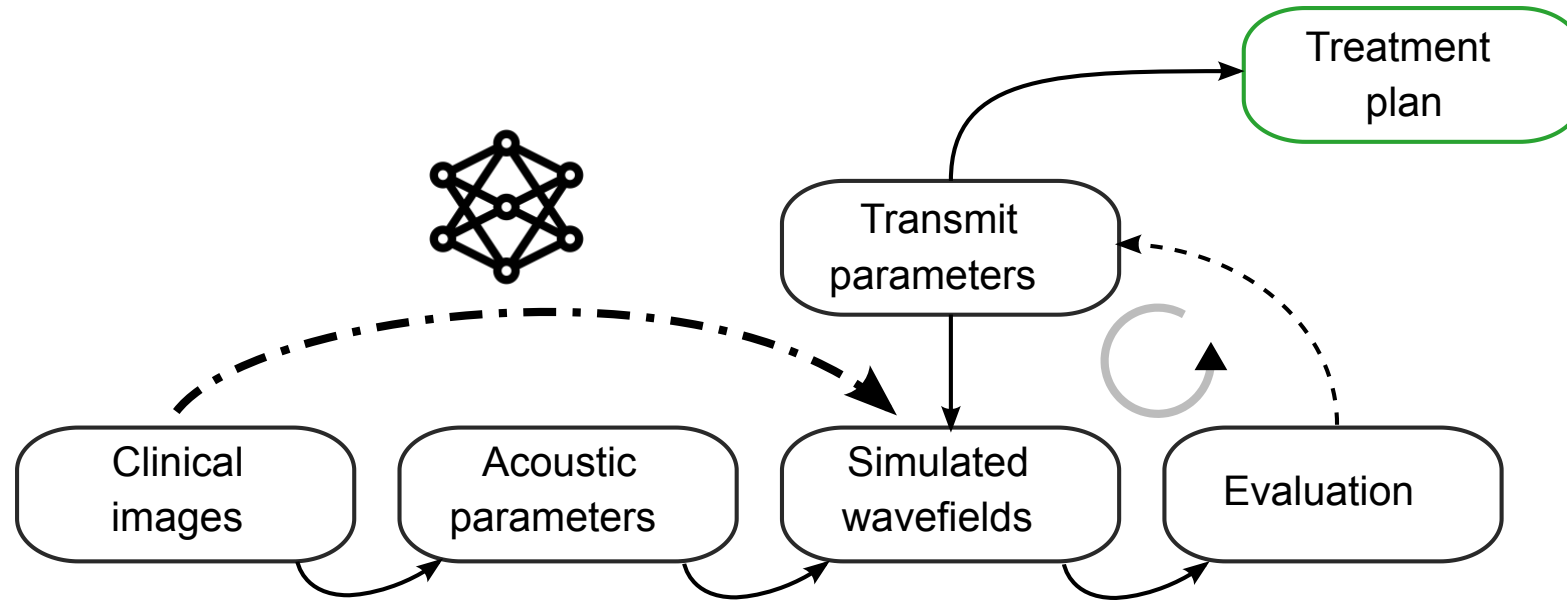 Treatment
plan
Transmit
parameters
Clinical
images
Acoustic
parameters
Simulated
wavefields
Evaluation